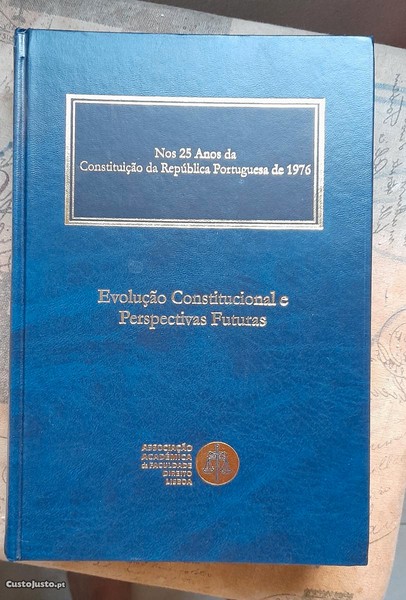 Nos 25 Anos da
Constituição da República Portuguesa de 1976
Evolução Constitucional e
Perspectivas Futuras
ASSOCIAÇÃO
ACADÉMICA
da FACULDADE
DIREITO
LISBOA
CustoJusto.pt